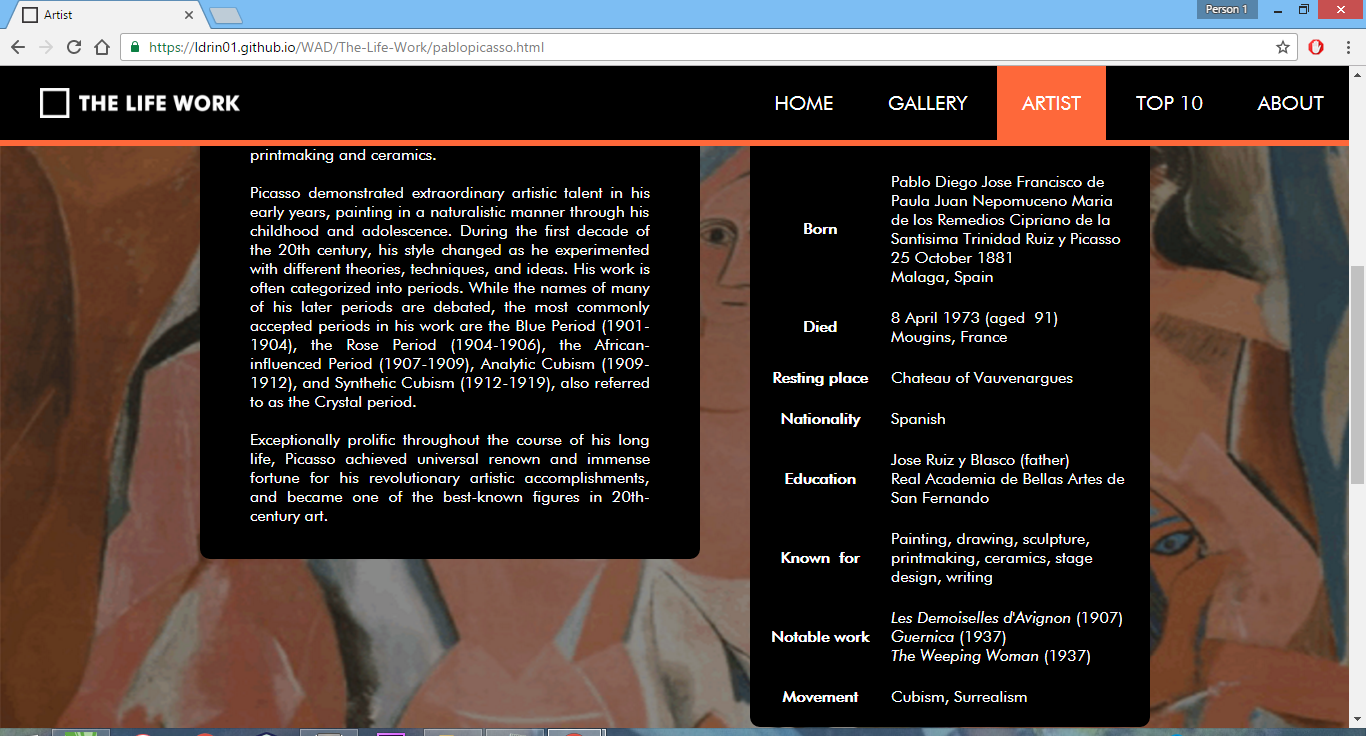 Artist
Person 1
https://ldrin01.github.io/WAD/The-Life-Work/pablopicasso.html
THE LIFE WORK
HOME
GALLERY
ARTIST
TOP 10
ABOUT
printmaking and ceramics.
Picasso demonstrated extraordinary artistic talent in his
early years, painting in a naturalistic manner through his
childhood and adolescence. During the first decade of
the 20th century, his style changed as he experimented
with different theories, techniques, and ideas. His work is
often categorized into periods. While the names of many
of his later periods are debated, the most commonly
accepted periods in his work are the Blue Period (1901-
1904), the Rose Period (1904-1906), the African-
influenced Period (1907-1909), Analytic Cubism (1909-
1912), and Synthetic Cubism (1912-1919), also referred
to as the Crystal period.
Exceptionally prolific throughout the course of his long
life, Picasso achieved universal renown and immense
fortune for his revolutionary artistic accomplishments,
and became one of the best-known figures in 20th-
century art.
Born
Pablo Diego Jose Francisco de
Paula Juan Nepomuceno Maria
de los Remedios Cipriano de la
Santisima Trinidad Ruiz y Picasso
25 October 1881
Malaga, Spain
Died
8 April 1973 (aged 91)
Mougins, France
Resting place
Chateau of Vauvenargues
Nationality
Spanish
Education
Jose Ruiz y Blasco (father)
Real Academia de Bellas Artes de
San Fernando
Known for
Painting, drawing, sculpture,
printmaking, ceramics, stage
design, writing
Notable work
Les Demoiselles d'Avignon (1907)
Guernica (1937)
The Weeping Woman (1937)
Movement
Cubism, Surrealism